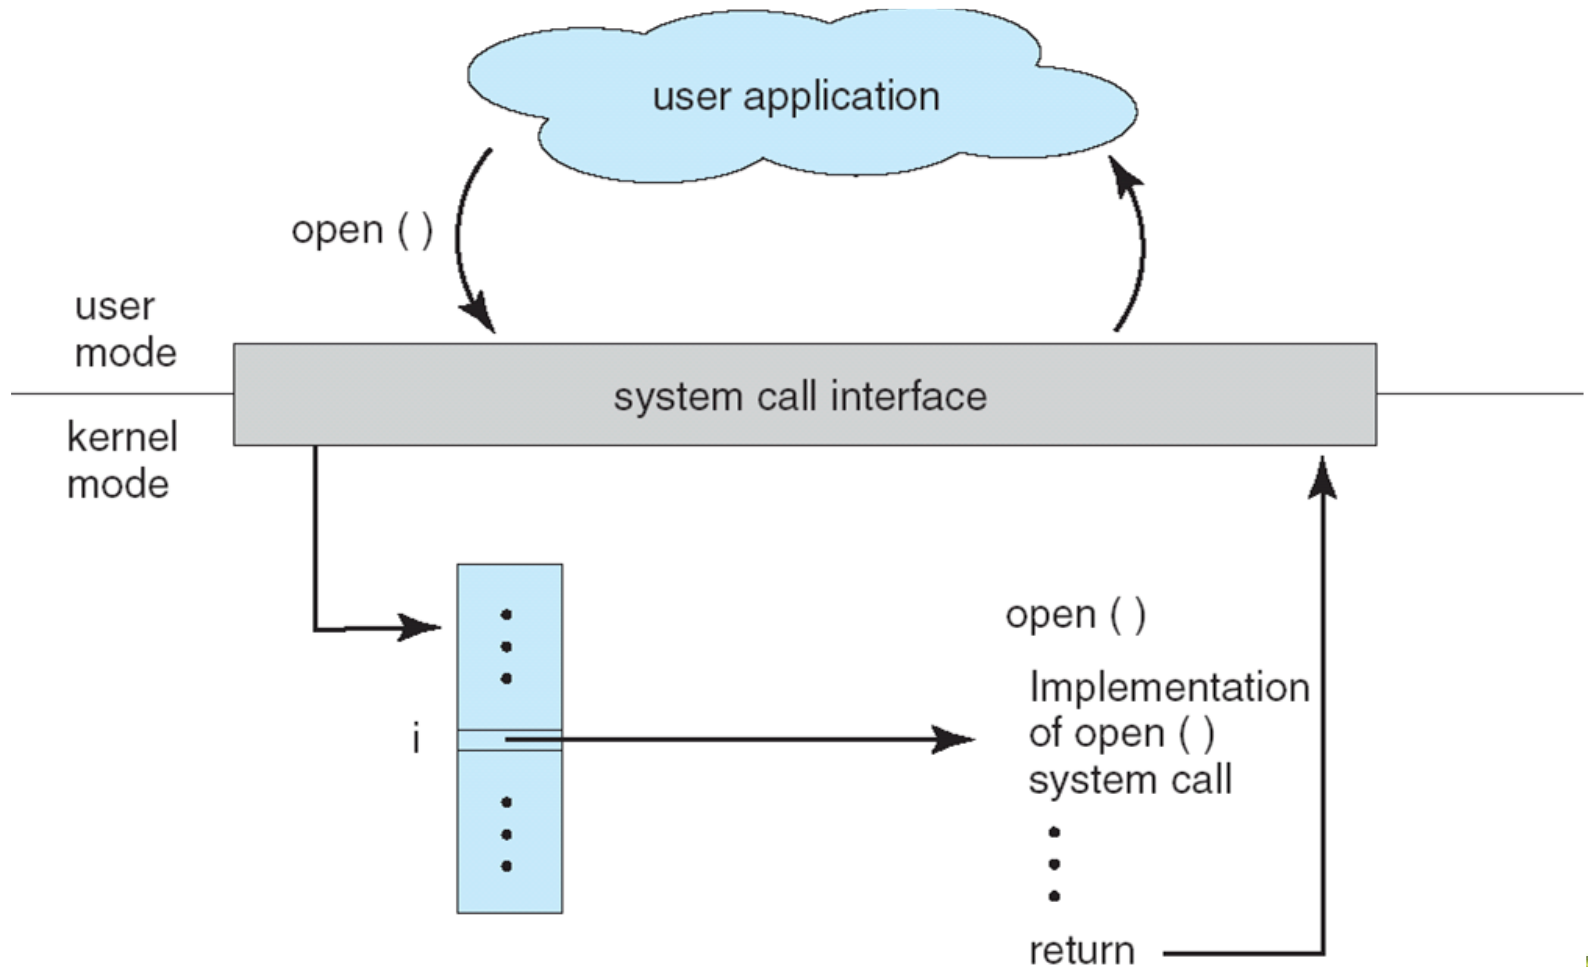 user application
open ( )
user
mode
system call interface
kernel
mode
open ( )
Implementation
of open ( )
system call
i
return